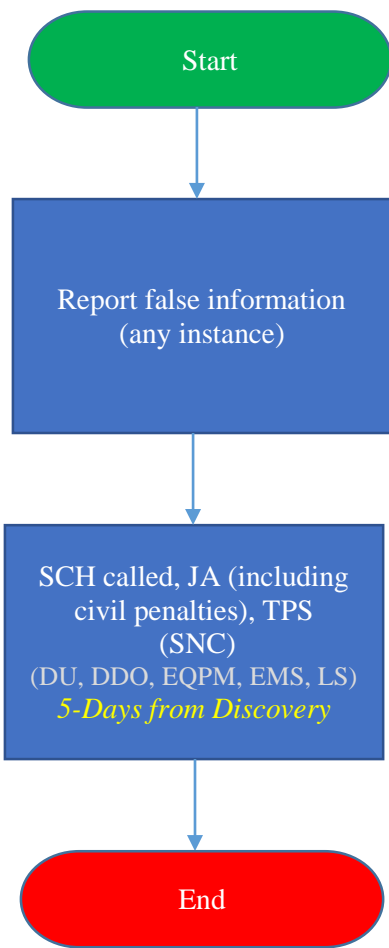 Start
Report false information
(any instance)
SCH called, JA (including
civil penalties), TPS
(SNC)
(DU, DDO, EQPM, EMS, LS)
5-Days from Discovery
End